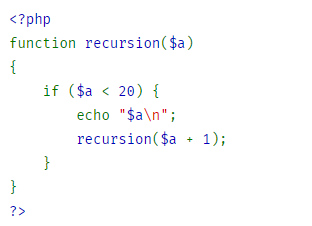 <?php
function recursion($a)
{
    if ($a < 20) {
        echo "$a\n";
        recursion($a + 1);
    }
}
?>